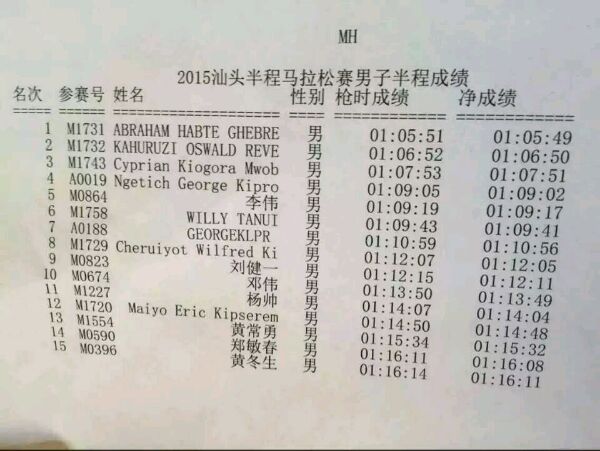 MH
2015汕头半程马拉松赛男子半程成绩
名次 参赛号 姓名 性别 枪时成绩 净成绩
1 M1731 ABRAHAM HABTE GHEBRE 男 01:05:51 01:05:49
2 M1732 KAHURUZI OSWALD REVE 男 01:06:52 01:06:50
3 M1743 Cyprian Kiogora Mwob 男 01:07:53 01:07:51
4 A0019 Ngetich George Kipro 男 01:09:05 01:09:02
5 M0864 李伟 男 01:09:19 01:09:17
6 M1758 WILLY TANUI 男 01:09:43 01:09:41
7 A0188 GEORGEKLPR 男 01:10:59 01:10:56
8 M1729 Cheruiyot Wilfred Ki 男 01:12:07 01:12:05
9 M0823 刘健一 男 01:12:15 01:12:11
10 M0674 邓伟 男 01:13:50 01:13:49
11 M1227 杨帅 男 01:14:07 01:14:04
12 M1720 Maiyo Eric Kipserem 男 01:14:50 01:14:48
13 M1554 黄常勇 男 01:15:34 01:15:32
14 M0590 郑敏春 男 01:16:11 01:16:08
15 M0396 黄冬生 男 01:16:14 01:16:11